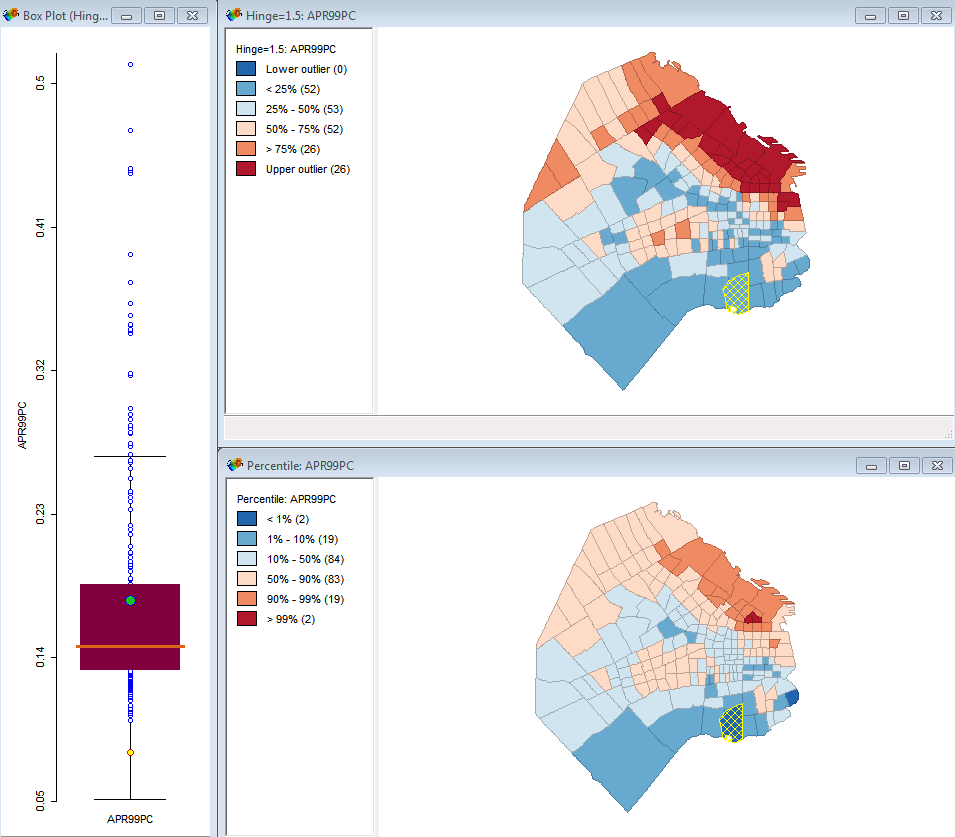 Box Plot (Hing...
0.5
0.41
0.32
0.23
0.14
0.05
APR99PC
APR99PC
Hinge=1.5: APR99PC
Hinge=1.5: APR99PC
Lower outlier (0)
< 25% (52)
25% - 50% (53)
50% - 75% (52)
> 75% (26)
Upper outlier (26)
Percentile: APR99PC
Percentile: APR99PC
< 1% (2)
1% - 10% (19)
10% - 50% (84)
50% - 90% (83)
90% - 99% (19)
> 99% (2)